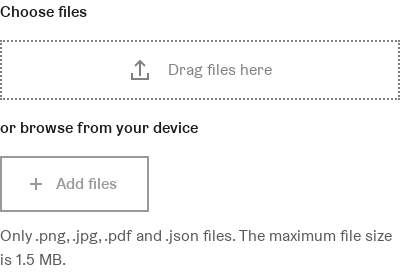 Choose files
Drag files here
or browse from your device
+ Add files
Only .png, .jpg, .pdf and .json files. The maximum file size
is 1.5 MB.